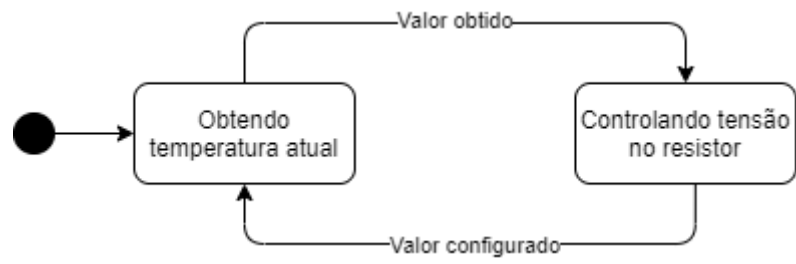 Valor obtido
Obtendo
temperatura atual
Controlando tensão
no resistor
Valor configurado